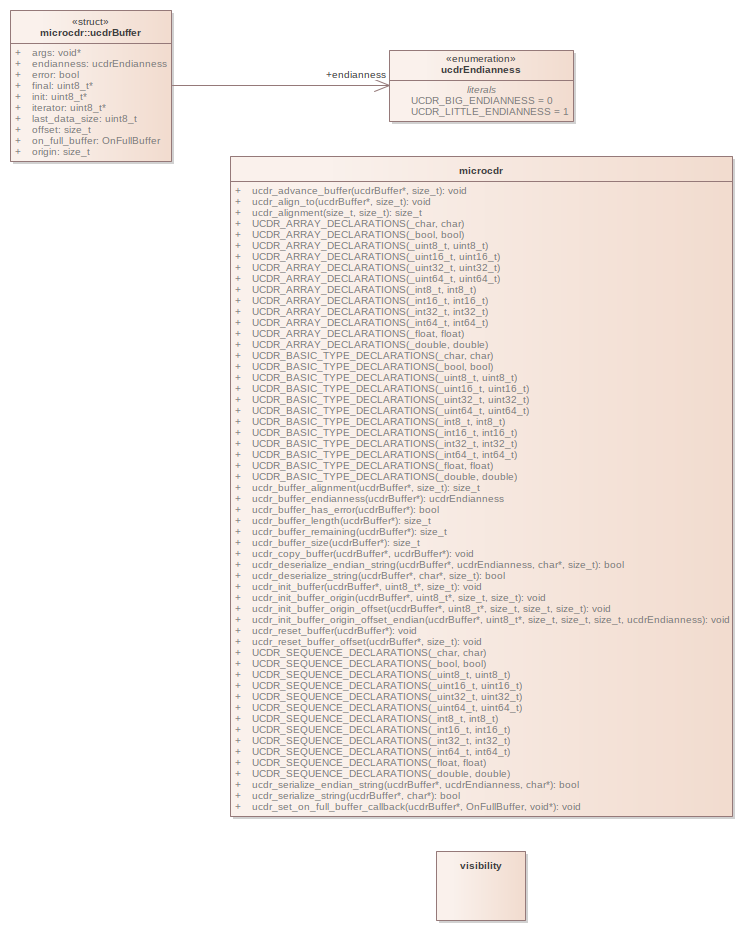 «struct»
microcdr::ucdrBuffer
+ args: void*
+ endianness: ucdrEndianness
+ error: bool
+ final: uint8_t*
+ init: uint8_t*
+ iterator: uint8_t*
+ last_data_size: uint8_t
+ offset: size_t
+ on_full_buffer: OnFullBuffer
+ origin: size_t
+endianness
«enumeration»
ucdrEndianness
literals
UCDR_BIG_ENDIANNESS = 0
UCDR_LITTLE_ENDIANNESS = 1
microcdr
+ ucdr_advance_buffer(ucdrBuffer*, size_t): void
+ ucdr_align_to(ucdrBuffer*, size_t): void
+ ucdr_alignment(size_t, size_t): size_t
+ UCDR_ARRAY_DECLARATIONS(_char, char)
+ UCDR_ARRAY_DECLARATIONS(_bool, bool)
+ UCDR_ARRAY_DECLARATIONS(_uint8_t, uint8_t)
+ UCDR_ARRAY_DECLARATIONS(_uint16_t, uint16_t)
+ UCDR_ARRAY_DECLARATIONS(_uint32_t, uint32_t)
+ UCDR_ARRAY_DECLARATIONS(_uint64_t, uint64_t)
+ UCDR_ARRAY_DECLARATIONS(_int8_t, int8_t)
+ UCDR_ARRAY_DECLARATIONS(_int16_t, int16_t)
+ UCDR_ARRAY_DECLARATIONS(_int32_t, int32_t)
+ UCDR_ARRAY_DECLARATIONS(_int64_t, int64_t)
+ UCDR_ARRAY_DECLARATIONS(_float, float)
+ UCDR_ARRAY_DECLARATIONS(_double, double)
+ UCDR_BASIC_TYPE_DECLARATIONS(_char, char)
+ UCDR_BASIC_TYPE_DECLARATIONS(_bool, bool)
+ UCDR_BASIC_TYPE_DECLARATIONS(_uint8_t, uint8_t)
+ UCDR_BASIC_TYPE_DECLARATIONS(_uint16_t, uint16_t)
+ UCDR_BASIC_TYPE_DECLARATIONS(_uint32_t, uint32_t)
+ UCDR_BASIC_TYPE_DECLARATIONS(_uint64_t, uint64_t)
+ UCDR_BASIC_TYPE_DECLARATIONS(_int8_t, int8_t)
+ UCDR_BASIC_TYPE_DECLARATIONS(_int16_t, int16_t)
+ UCDR_BASIC_TYPE_DECLARATIONS(_int32_t, int32_t)
+ UCDR_BASIC_TYPE_DECLARATIONS(_int64_t, int64_t)
+ UCDR_BASIC_TYPE_DECLARATIONS(_float, float)
+ UCDR_BASIC_TYPE_DECLARATIONS(_double, double)
+ ucdr_buffer_alignment(ucdrBuffer*, size_t): size_t
+ ucdr_buffer_endianness(ucdrBuffer*): ucdrEndianness
+ ucdr_buffer_has_error(ucdrBuffer*): bool
+ ucdr_buffer_length(ucdrBuffer*): size_t
+ ucdr_buffer_remaining(ucdrBuffer*): size_t
+ ucdr_buffer_size(ucdrBuffer*): size_t
+ ucdr_copy_buffer(ucdrBuffer*, ucdrBuffer*): void
+ ucdr_deserialize_endian_string(ucdrBuffer*, ucdrEndianness, char*, size_t): bool
+ ucdr_deserialize_string(ucdrBuffer*, char*, size_t): bool
+ ucdr_init_buffer(ucdrBuffer*, uint8_t*, size_t): void
+ ucdr_init_buffer_origin(ucdrBuffer*, uint8_t*, size_t, size_t): void
+ ucdr_init_buffer_origin_offset(ucdrBuffer*, uint8_t*, size_t, size_t, size_t): void
+ ucdr_init_buffer_origin_offset_endian(ucdrBuffer*, uint8_t*, size_t, size_t, size_t, ucdrEndianness): void
+ ucdr_reset_buffer(ucdrBuffer*): void
+ ucdr_reset_buffer_offset(ucdrBuffer*, size_t): void
+ UCDR_SEQUENCE_DECLARATIONS(_char, char)
+ UCDR_SEQUENCE_DECLARATIONS(_bool, bool)
+ UCDR_SEQUENCE_DECLARATIONS(_uint8_t, uint8_t)
+ UCDR_SEQUENCE_DECLARATIONS(_uint16_t, uint16_t)
+ UCDR_SEQUENCE_DECLARATIONS(_uint32_t, uint32_t)
+ UCDR_SEQUENCE_DECLARATIONS(_uint64_t, uint64_t)
+ UCDR_SEQUENCE_DECLARATIONS(_int8_t, int8_t)
+ UCDR_SEQUENCE_DECLARATIONS(_int16_t, int16_t)
+ UCDR_SEQUENCE_DECLARATIONS(_int32_t, int32_t)
+ UCDR_SEQUENCE_DECLARATIONS(_int64_t, int64_t)
+ UCDR_SEQUENCE_DECLARATIONS(_float, float)
+ UCDR_SEQUENCE_DECLARATIONS(_double, double)
+ ucdr_serialize_endian_string(ucdrBuffer*, ucdrEndianness, char*): bool
+ ucdr_serialize_string(ucdrBuffer*, char*): bool
+ ucdr_set_on_full_buffer_callback(ucdrBuffer*, OnFullBuffer, void*): void
visibility